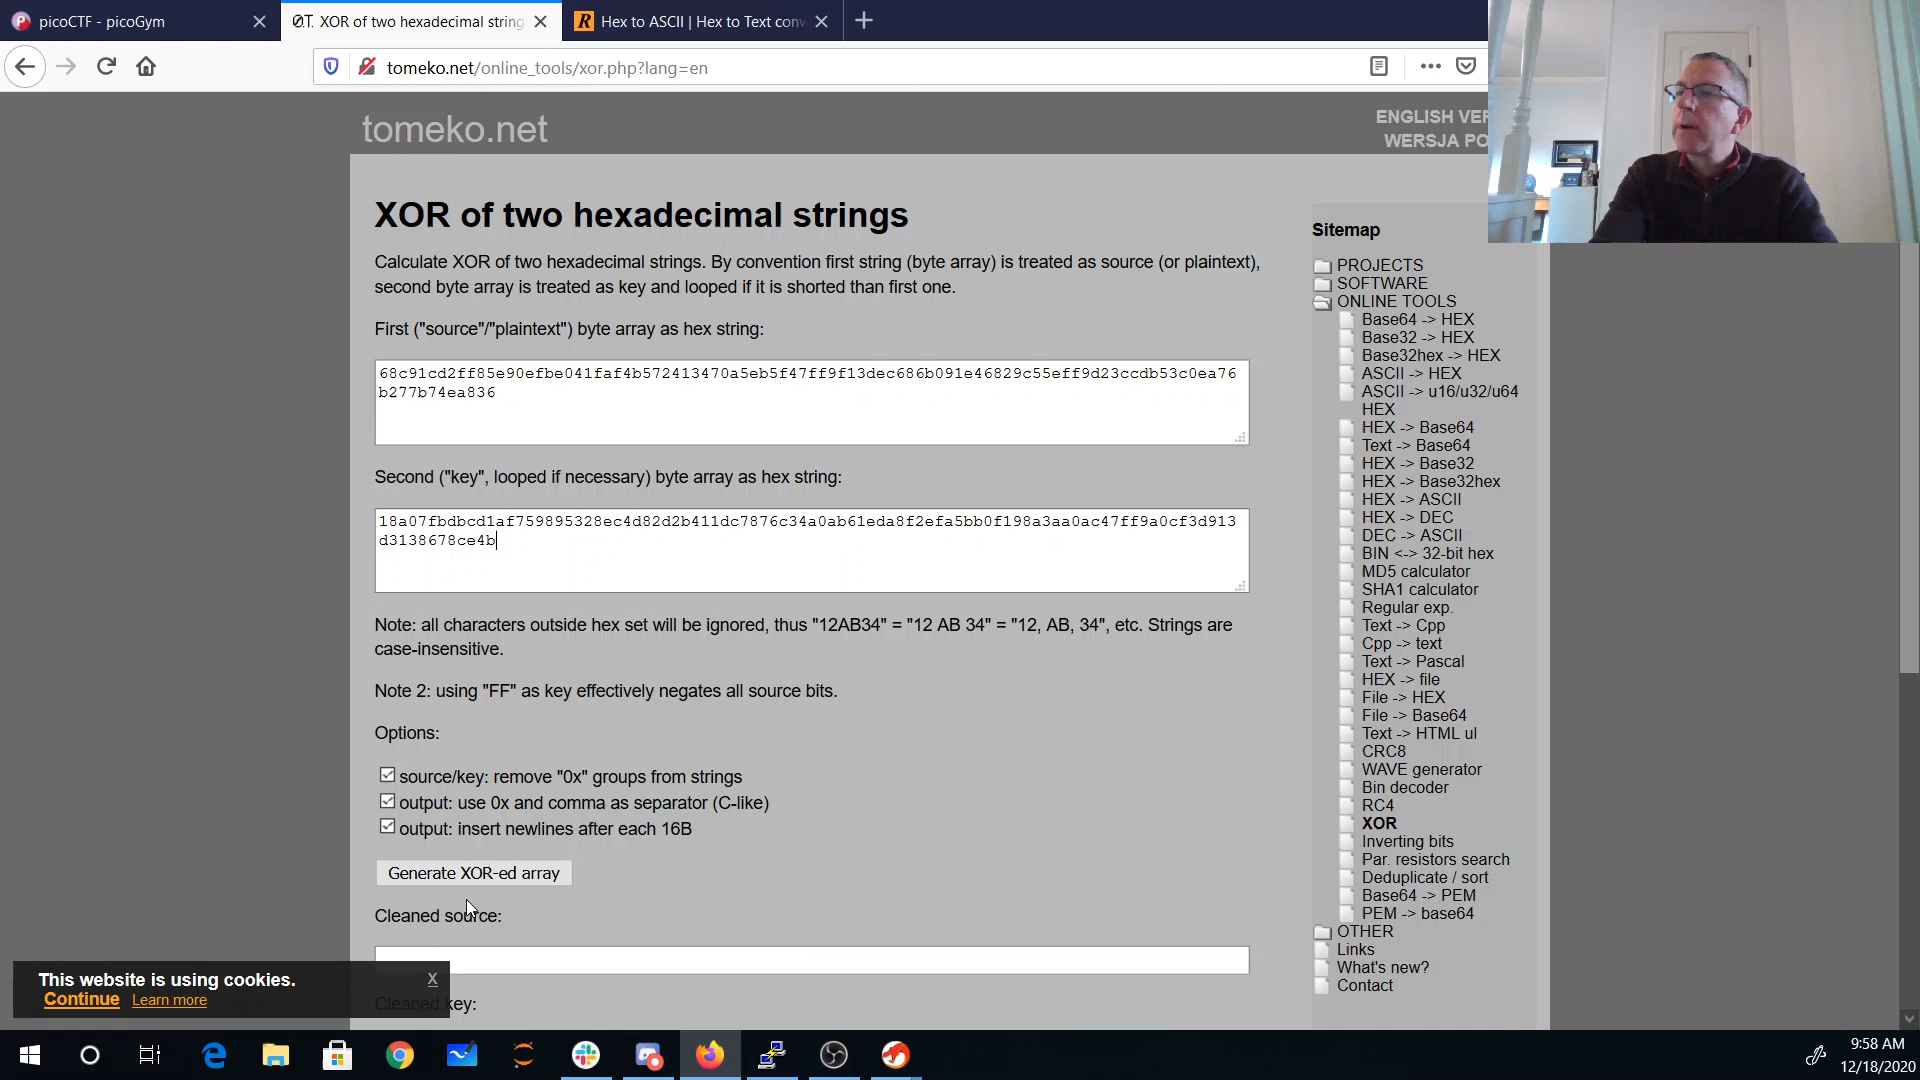 picoCTF - picoGym
XOR of two hexadecimal string
Hex to ASCII | Hex to Text conv
tomeko.net/online_tools/xor.php?lang=en
tomeko.net
ENGLISH VE
WERSJA PO
XOR of two hexadecimal strings
Calculate XOR of two hexadecimal strings. By convention first string (byte array) is treated as source (or plaintext),
second byte array is treated as key and looped if it is shorted than first one.
First ("source"/"plaintext") byte array as hex string:
68c91cd2ff85e90efbe041faf4b572413470a5eb5f47ff9f13dec686b091e46829c55eff9d23ccdb53c0ea76
b277b74ea836
Second ("key", looped if necessary) byte array as hex string:
18a07fbdbcd1af759895328ec4d82d2b411dc7876c34a0ab61eda8f2efa5bb0f198a3aa0ac47ff9a0cf3d913
d3138678ce4b
Note: all characters outside hex set will be ignored, thus "12AB34" = "12 AB 34" = "12, AB, 34", etc. Strings are
case-insensitive.
Note 2: using "FF" as key effectively negates all source bits.
Options:
source/key: remove "0x" groups from strings
output: use 0x and comma as separator (C-like)
output: insert newlines after each 16B
Generate XOR-ed array
Cleaned source:
Cleaned key:
This website is using cookies.
X
Continue Learn more
Sitemap
PROJECTS
SOFTWARE
ONLINE TOOLS
Base64 -> HEX
Base32 -> HEX
Base32hex -> HEX
ASCII -> HEX
ASCII -> u16/u32/u64
HEX
HEX -> Base64
Text -> Base64
HEX -> Base32
HEX -> Base32hex
HEX -> ASCII
HEX -> DEC
DEC -> ASCII
BIN <-> 32-bit hex
MD5 calculator
SHA1 calculator
Regular exp.
Text -> Cpp
Cpp -> text
Text -> Pascal
HEX -> file
File -> HEX
File -> Base64
Text -> HTML ul
CRC8
WAVE generator
Bin decoder
RC4
XOR
Inverting bits
Par. resistors search
Deduplicate / sort
Base64 -> PEM
PEM -> base64
OTHER
Links
What's new?
Contact
9:58 AM
12/18/2020